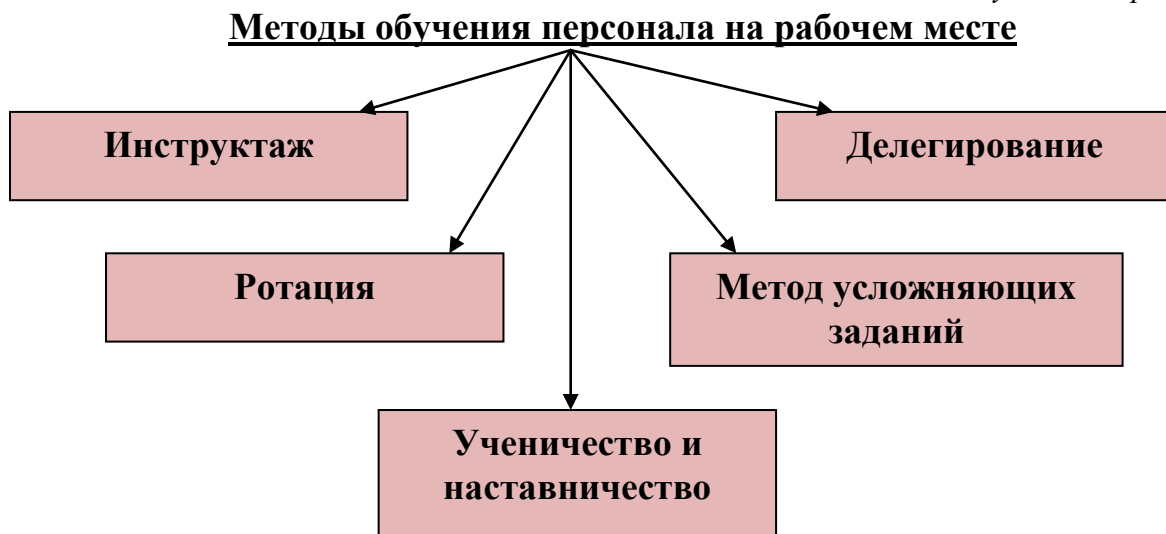 Методы обучения персонала на рабочем месте
Инструктаж
Делегирование
Ротация
Метод усложняющих
заданий
Ученичество и
наставничество